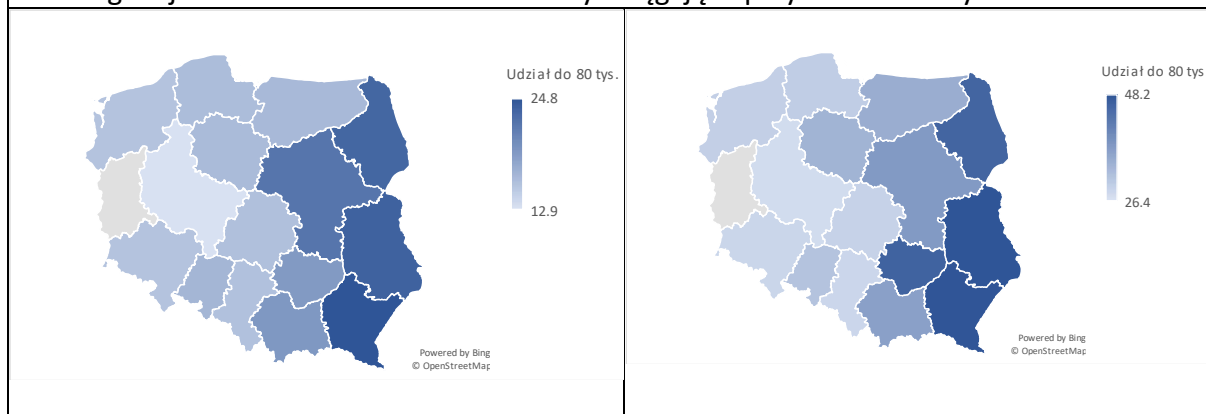 Udział do 80 tys.
24.8
12.9
Powered by Bing
© OpenStreetMap
Udział do 80 tys
48.2
26.4
Powered by Bing
© OpenStreetMap